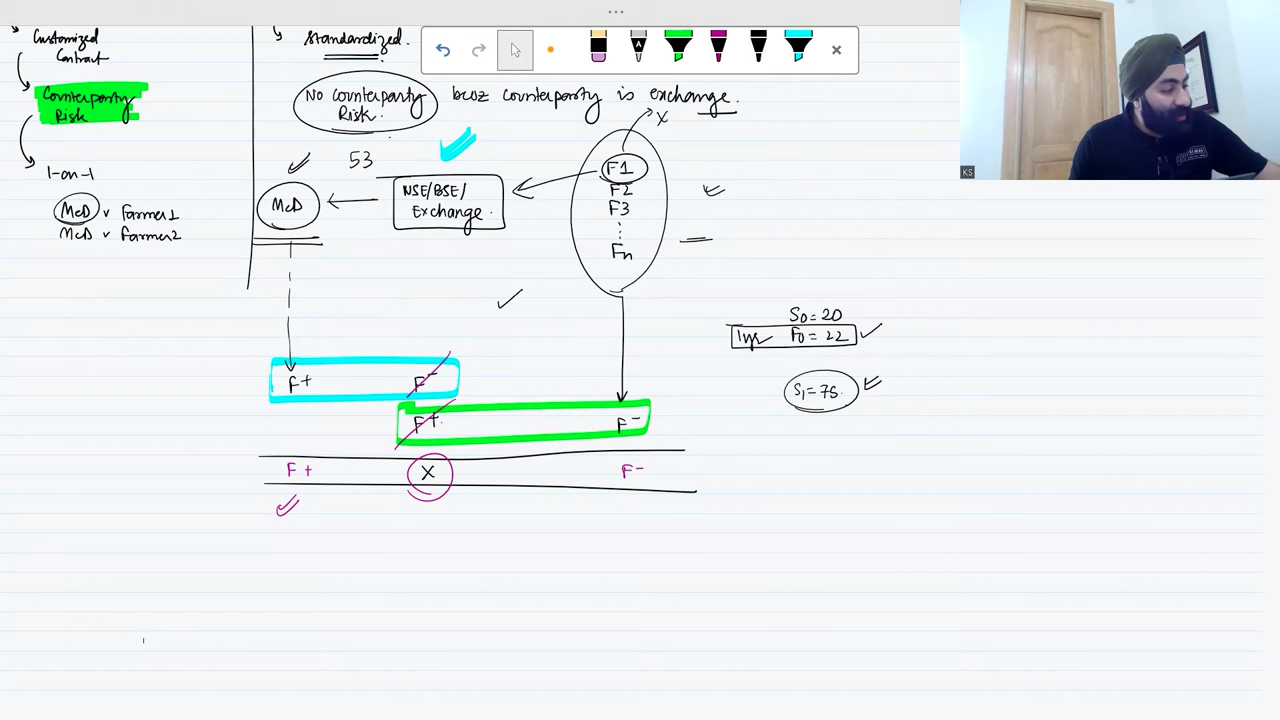 Customized
Contract
Counterparty
Risk
1-on-1
McD v Farmer1
McD v Farmer2
Standardized.
No Counterparty
Risk.
bcoz counterparty is exchange.
X
53
McD
NSE/BSE/
Exchange.
F1
F2
F3
Fn
S0=20
1yr F0=22
S1=75.
F+ F-
F+ F-
F+ X F-
A
KS